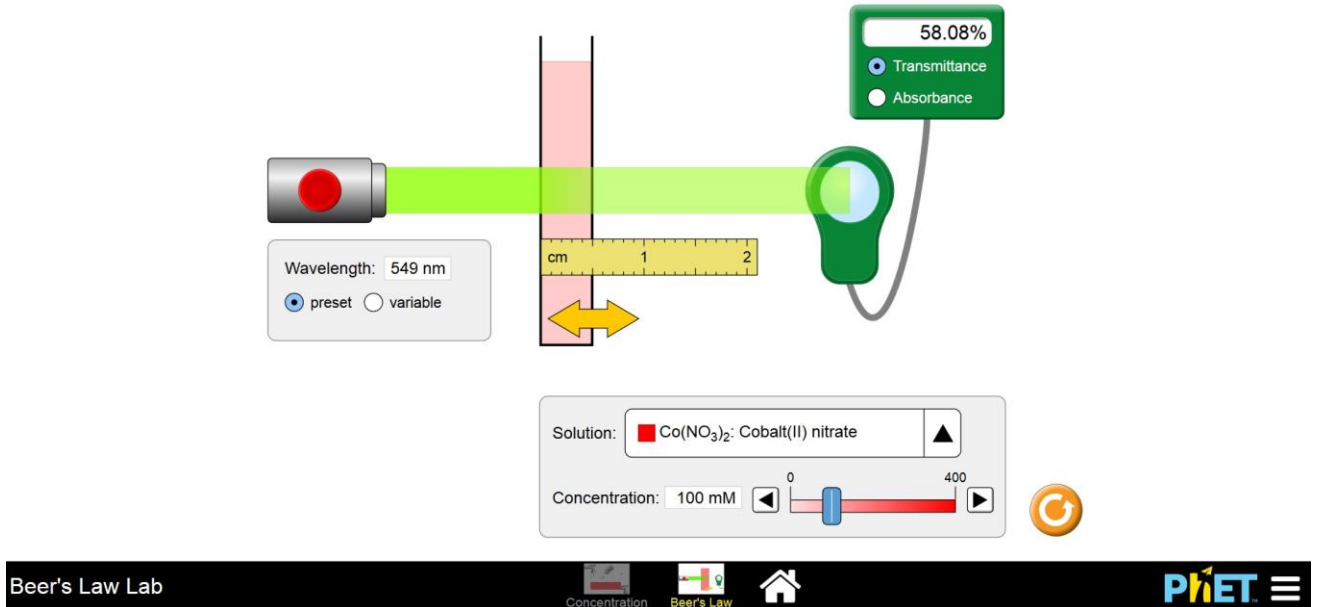 58.08%
Transmittance
Absorbance
cm 1 2
Wavelength: 549 nm
preset variable
Solution: Co(NO₃)₂: Cobalt(II) nitrate
0 400
Concentration: 100 mM
Beer's Law Lab
Concentration
Beer's Law
PhET